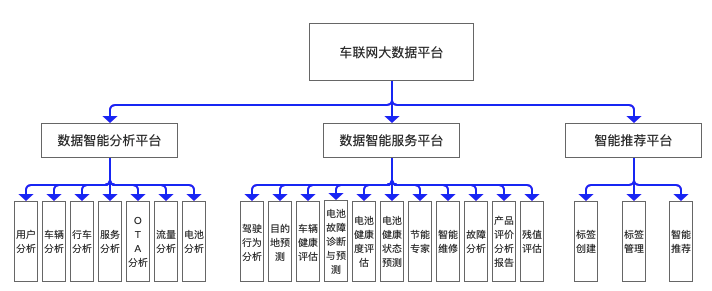 车联网大数据平台
数据智能分析平台
数据智能服务平台
智能推荐平台
用户
分析
车辆
分析
行车
分析
服务
分析
O
T
A
分析
流量
分析
电池
分析
驾驶
行为
分析
目的
地预
测
车辆
健康
评估
电池
故障
诊断
与预
测
电池
健康
度评
估
电池
健康
状态
预测
节能
专家
智能
维修
故障
分析
产品
评价
分析
报告
残值
评估
标签
创建
标签
管理
智能
推荐